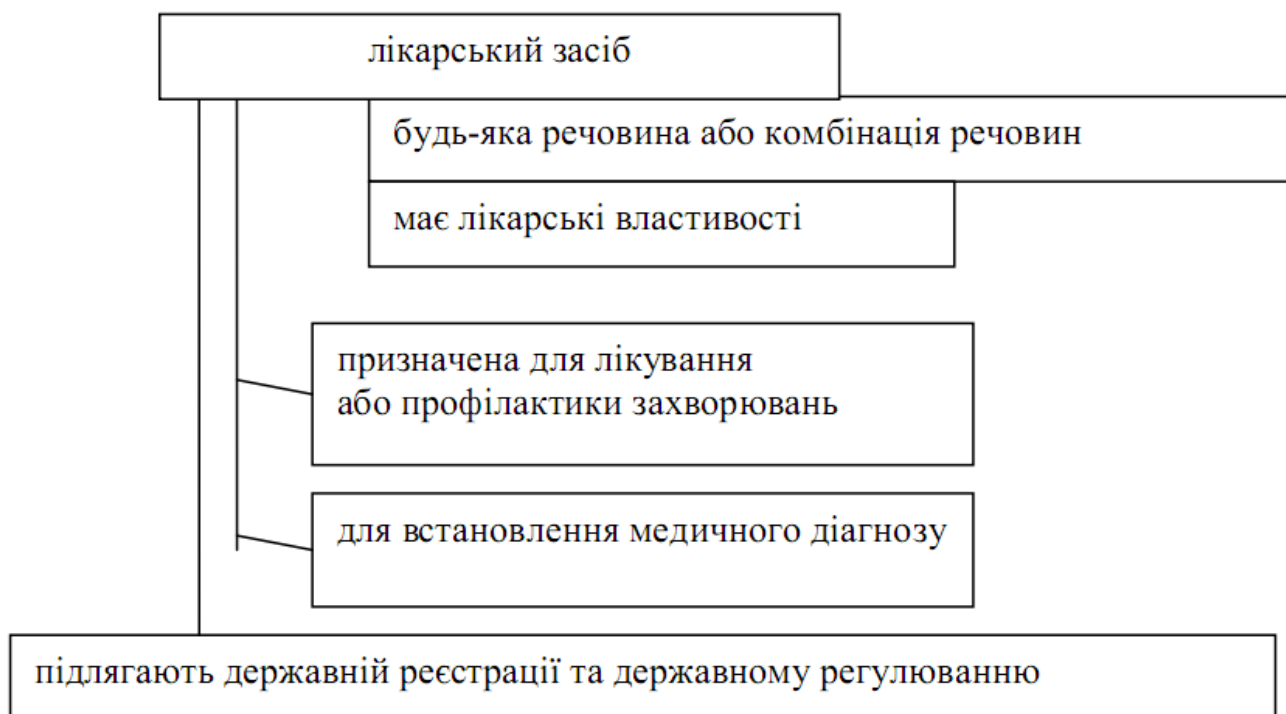 лікарський засіб
будь-яка речовина або комбінація речовин
має лікарські властивості
призначена для лікування
або профілактики захворювань
для встановлення медичного діагнозу
підлягають державній реєстрації та державному регулюванню